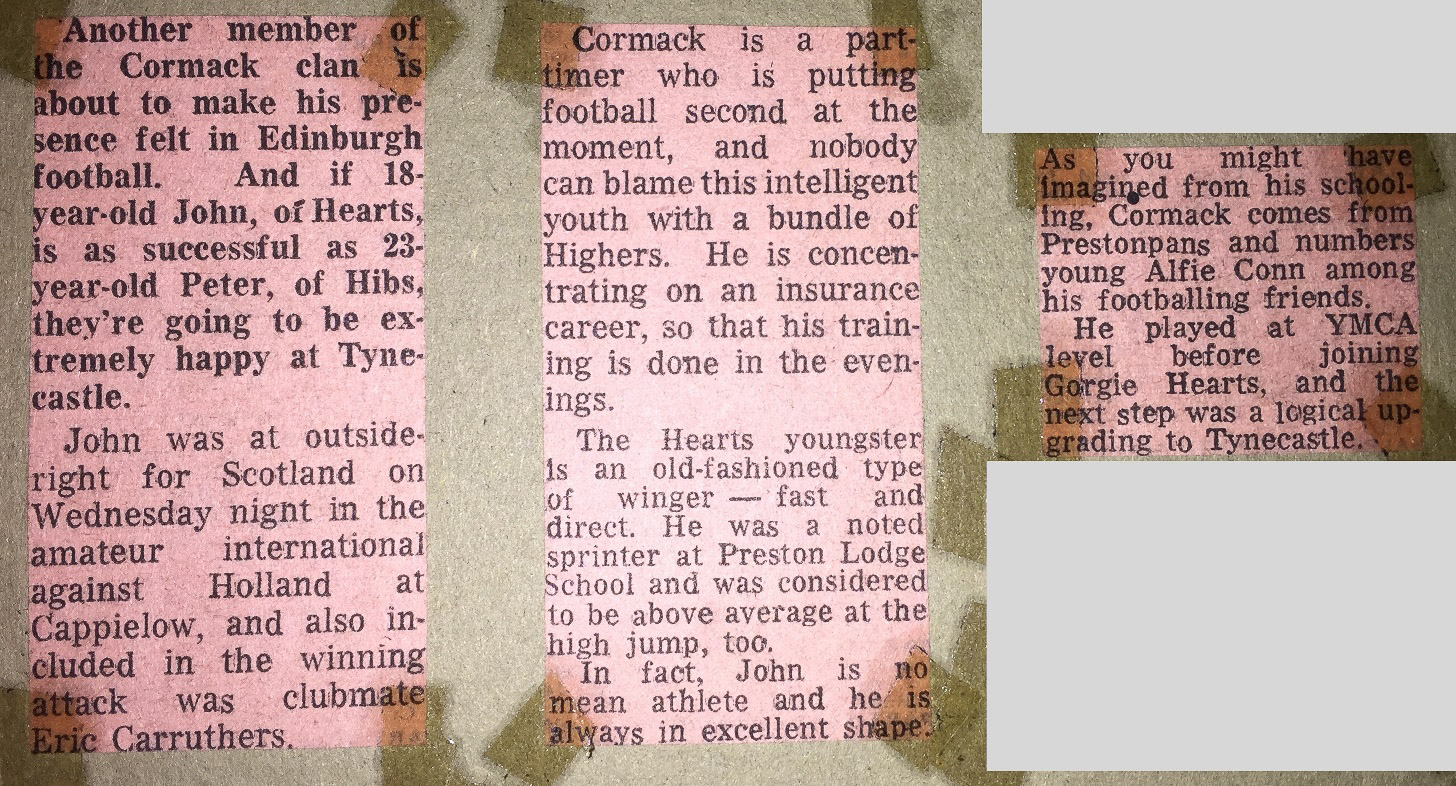 Another member of
the Cormack clan is
about to make his pre-
sence felt in Edinburgh
football. And if 18-
year-old John, of Hearts,
is as successful as 23-
year-old Peter, of Hibs,
they're going to be ex-
tremely happy at Tyne-
castle.
John was at outside-
right for Scotland on
Wednesday night in the
amateur international
against Holland at
Cappielow, and also in-
cluded in the winning
attack was clubmate
Eric Carruthers.
Cormack is a part-
timer who is putting
football second at the
moment, and nobody
can blame this intelligent
youth with a bundle of
Highers. He is concen-
trating on an insurance
career, so that his train-
ing is done in the even-
ings.
The Hearts youngster
is an old-fashioned type
of winger — fast and
direct. He was a noted
sprinter at Preston Lodge
School and was considered
to be above average at the
high jump, too.
In fact, John is no
mean athlete and he is
always in excellent shape.
As you might have
imagined from his school-
ing, Cormack comes from
Prestonpans and numbers
young Alfie Conn among
his footballing friends.
He played at YMCA
level before joining
Gorgie Hearts, and the
next step was a logical up-
grading to Tynecastle.